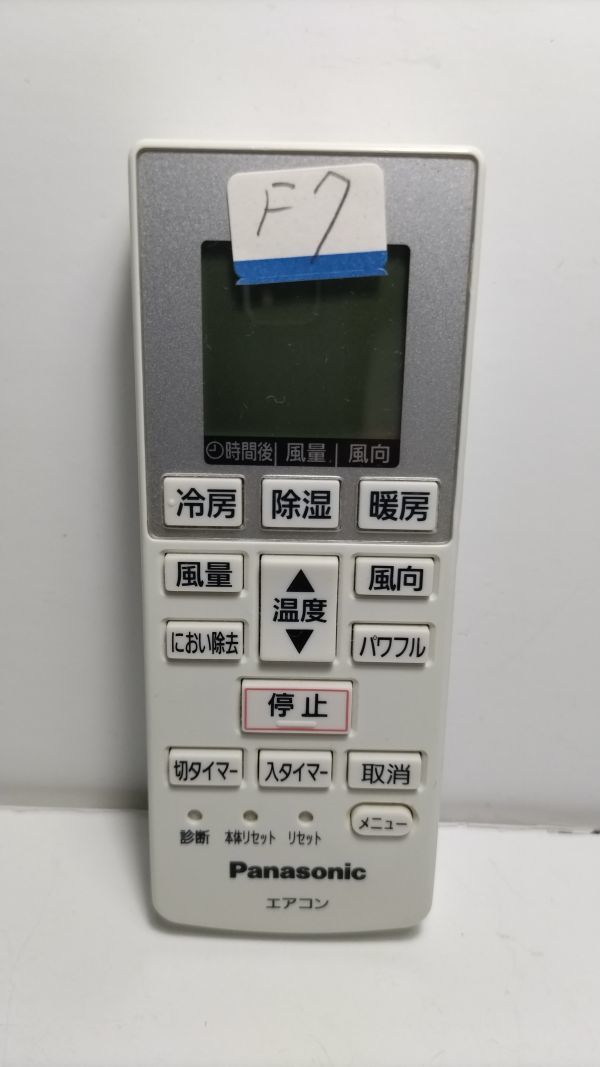 F7
時間後 風量 風向
冷房 除湿 暖房
風量 温度 風向
におい除去 パワフル
停止
切タイマー 入タイマー 取消
診断 本体リセット リセット メニュー
Panasonic
エアコン